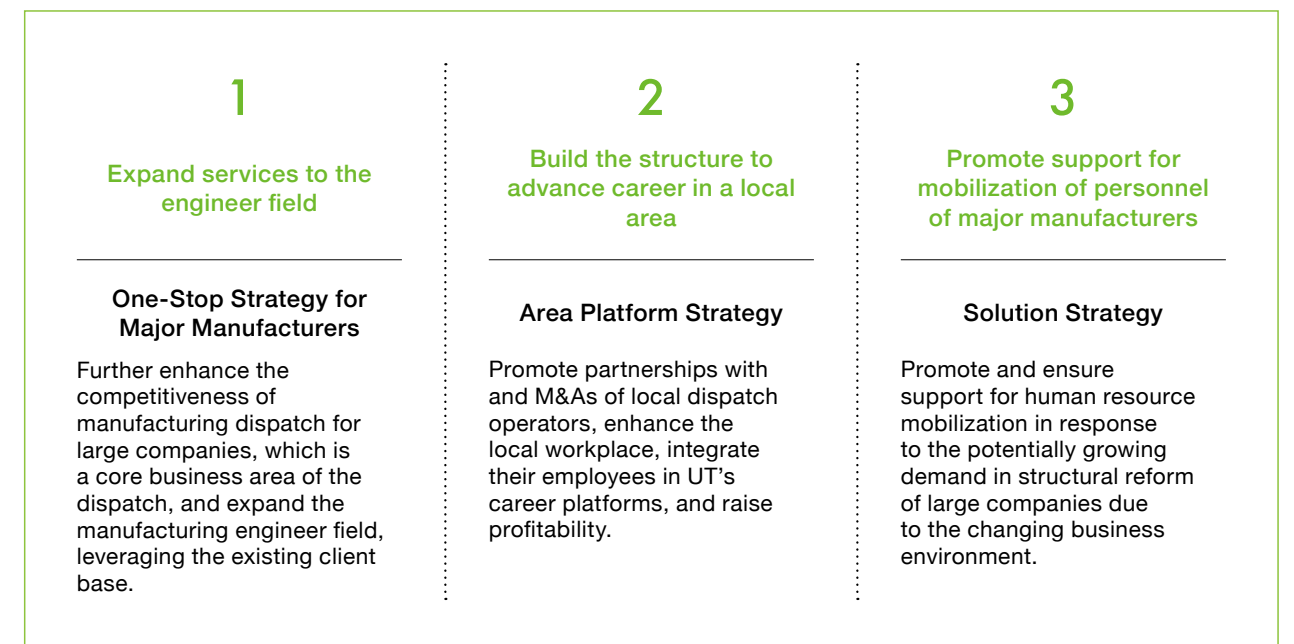 1
Expand services to the
engineer field
One-Stop Strategy for
Major Manufacturers
Further enhance the
competitiveness of
manufacturing dispatch for
large companies, which is
a core business area of the
dispatch, and expand the
manufacturing engineer field,
leveraging the existing client
base.
2
Build the structure to
advance career in a local
area
Area Platform Strategy
Promote partnerships with
and M&As of local dispatch
operators, enhance the
local workplace, integrate
their employees in UT’s
career platforms, and raise
profitability.
3
Promote support for
mobilization of personnel
of major manufacturers
Solution Strategy
Promote and ensure
support for human resource
mobilization in response
to the potentially growing
demand in structural reform
of large companies due
to the changing business
environment.